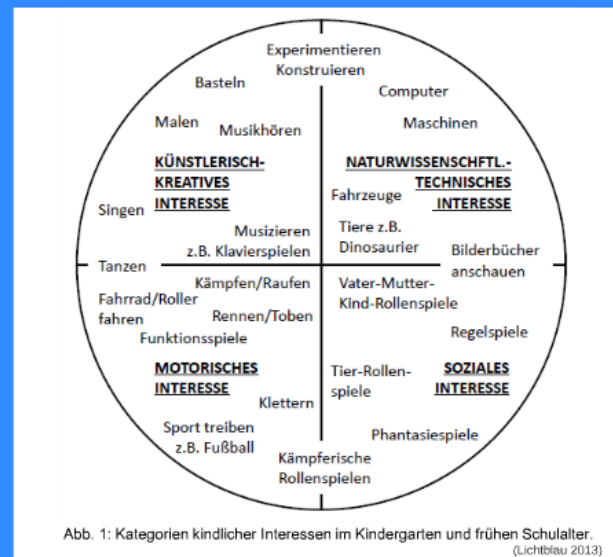 Experimentieren
Konstruieren
Basteln
Computer
Malen
Musikhören
Maschinen
KÜNSTLERISCH-
KREATIVES
INTERESSE
NATURWISSENSCHFTL.-
TECHNISCHES
INTERESSE
Fahrzeuge
Singen
Musizieren
z.B. Klavierspielen
Tiere z.B.
Dinosaurier
Bilderbücher
anschauen
Tanzen
Kämpfen/Raufen
Fahrrad/Roller
fahren
Rennen/Toben
Funktionsspiele
Vater-Mutter-
Kind-Rollenspiele
Regelspiele
MOTORISCHES
INTERESSE
Klettern
Tier-Rollen-
spiele
SOZIALES
INTERESSE
Sport treiben
z.B. Fußball
Phantasiespiele
Kämpferische
Rollenspielen
Abb. 1: Kategorien kindlicher Interessen im Kindergarten und frühen Schulalter.
(Lichtblau 2013)